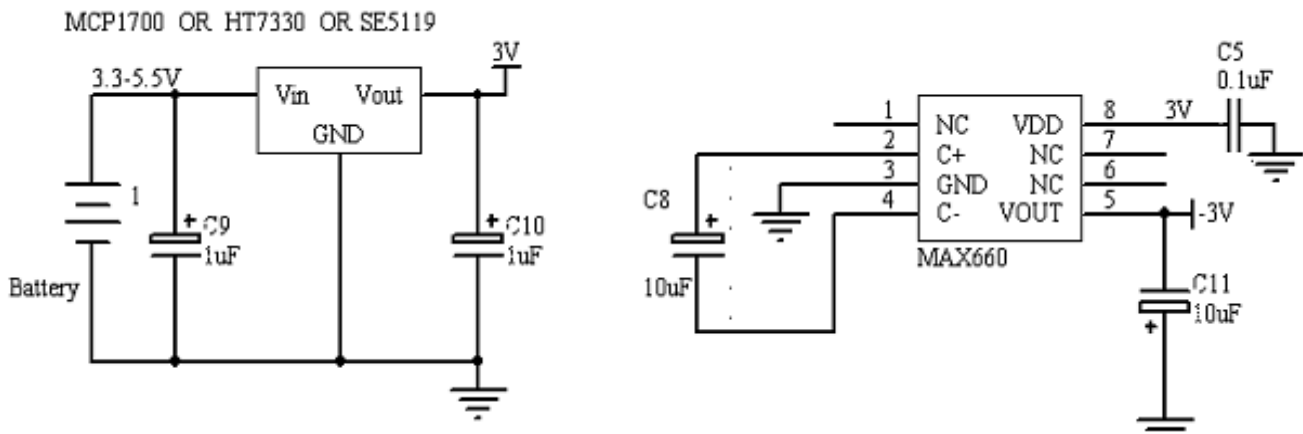 MCP1700 OR HT7330 OR SE5119
3V
3.3-5.5V
Vin Vout
GND
1
+ C9
1uF
+ C10
1uF
Battery
C5
0.1uF
1 NC VDD 8 3V
2 C+ NC 7
3 GND NC 6
4 C- VOUT 5
-3V
MAX660
C8
+
10uF
C11
10uF
+